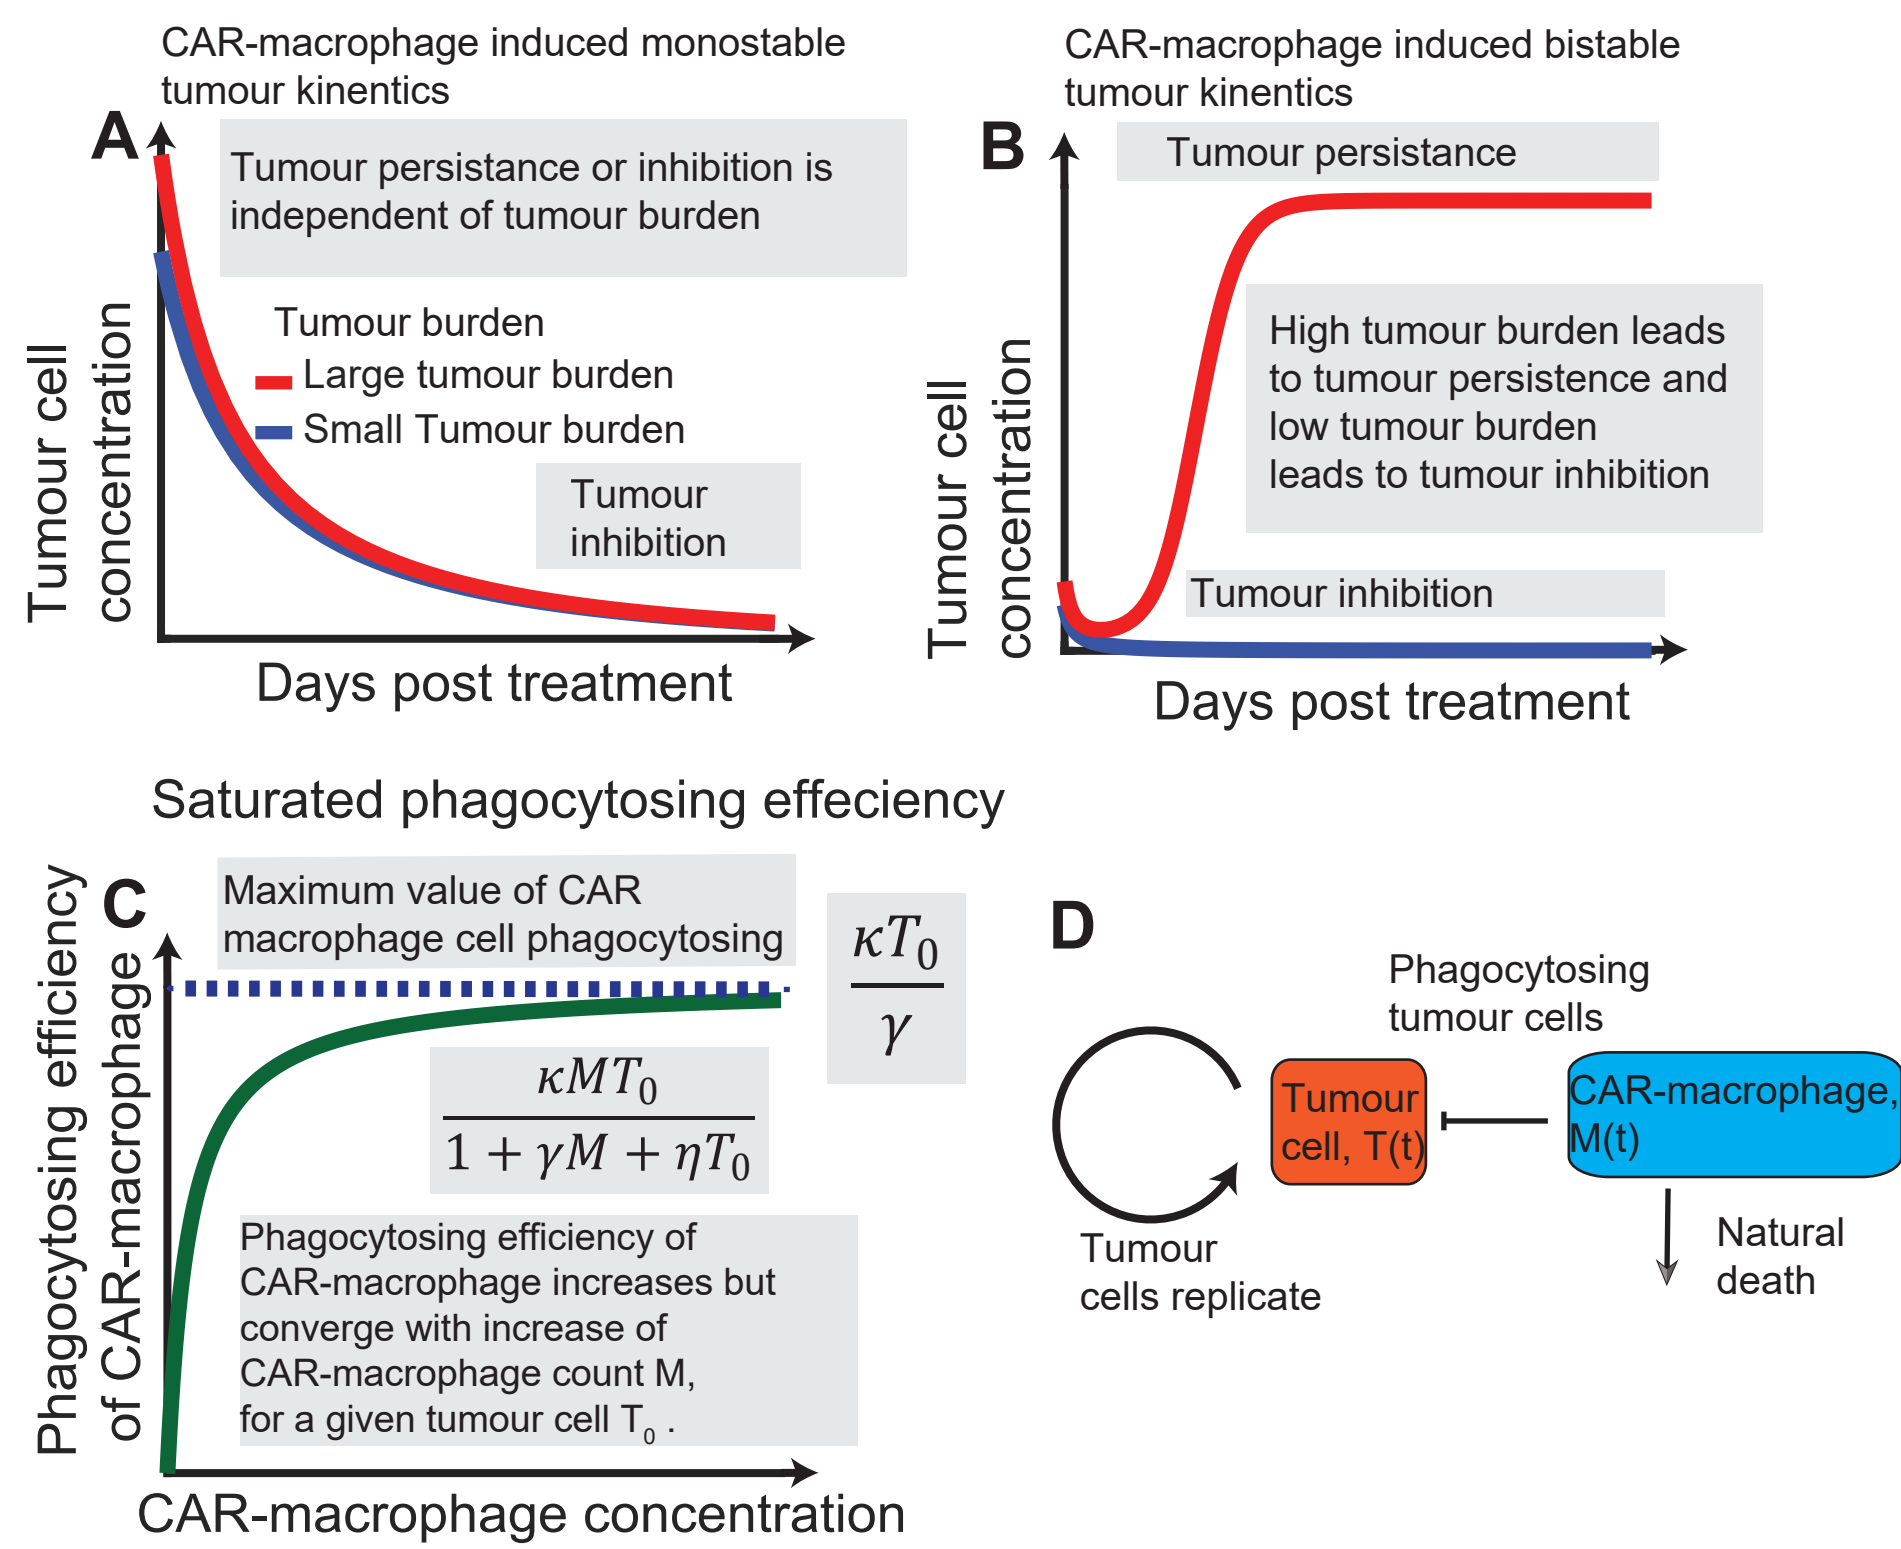 CAR-macrophage induced monostable
tumour kinentics
A
Tumour persistance or inhibition is
independent of tumour burden
Tumour burden
Large tumour burden
Small Tumour burden
Tumour
inhibition
Tumour cell
concentration
Days post treatment
CAR-macrophage induced bistable
tumour kinentics
B
Tumour persistance
High tumour burden leads
to tumour persistence and
low tumour burden
leads to tumour inhibition
Tumour inhibition
Tumour cell
concentration
Days post treatment
Saturated phagocytosing effeciency
C
Maximum value of CAR
macrophage cell phagocytosing
κT₀
γ
κMT₀
1 + γM + ηT₀
Phagocytosing efficiency of
CAR-macrophage increases but
converge with increase of
CAR-macrophage count M,
for a given tumour cell T₀ .
Phagocytosing efficiency
of CAR-macrophage
CAR-macrophage concentration
D
Phagocytosing
tumour cells
Tumour
cell, T(t)
CAR-macrophage,
M(t)
Tumour
cells replicate
Natural
death